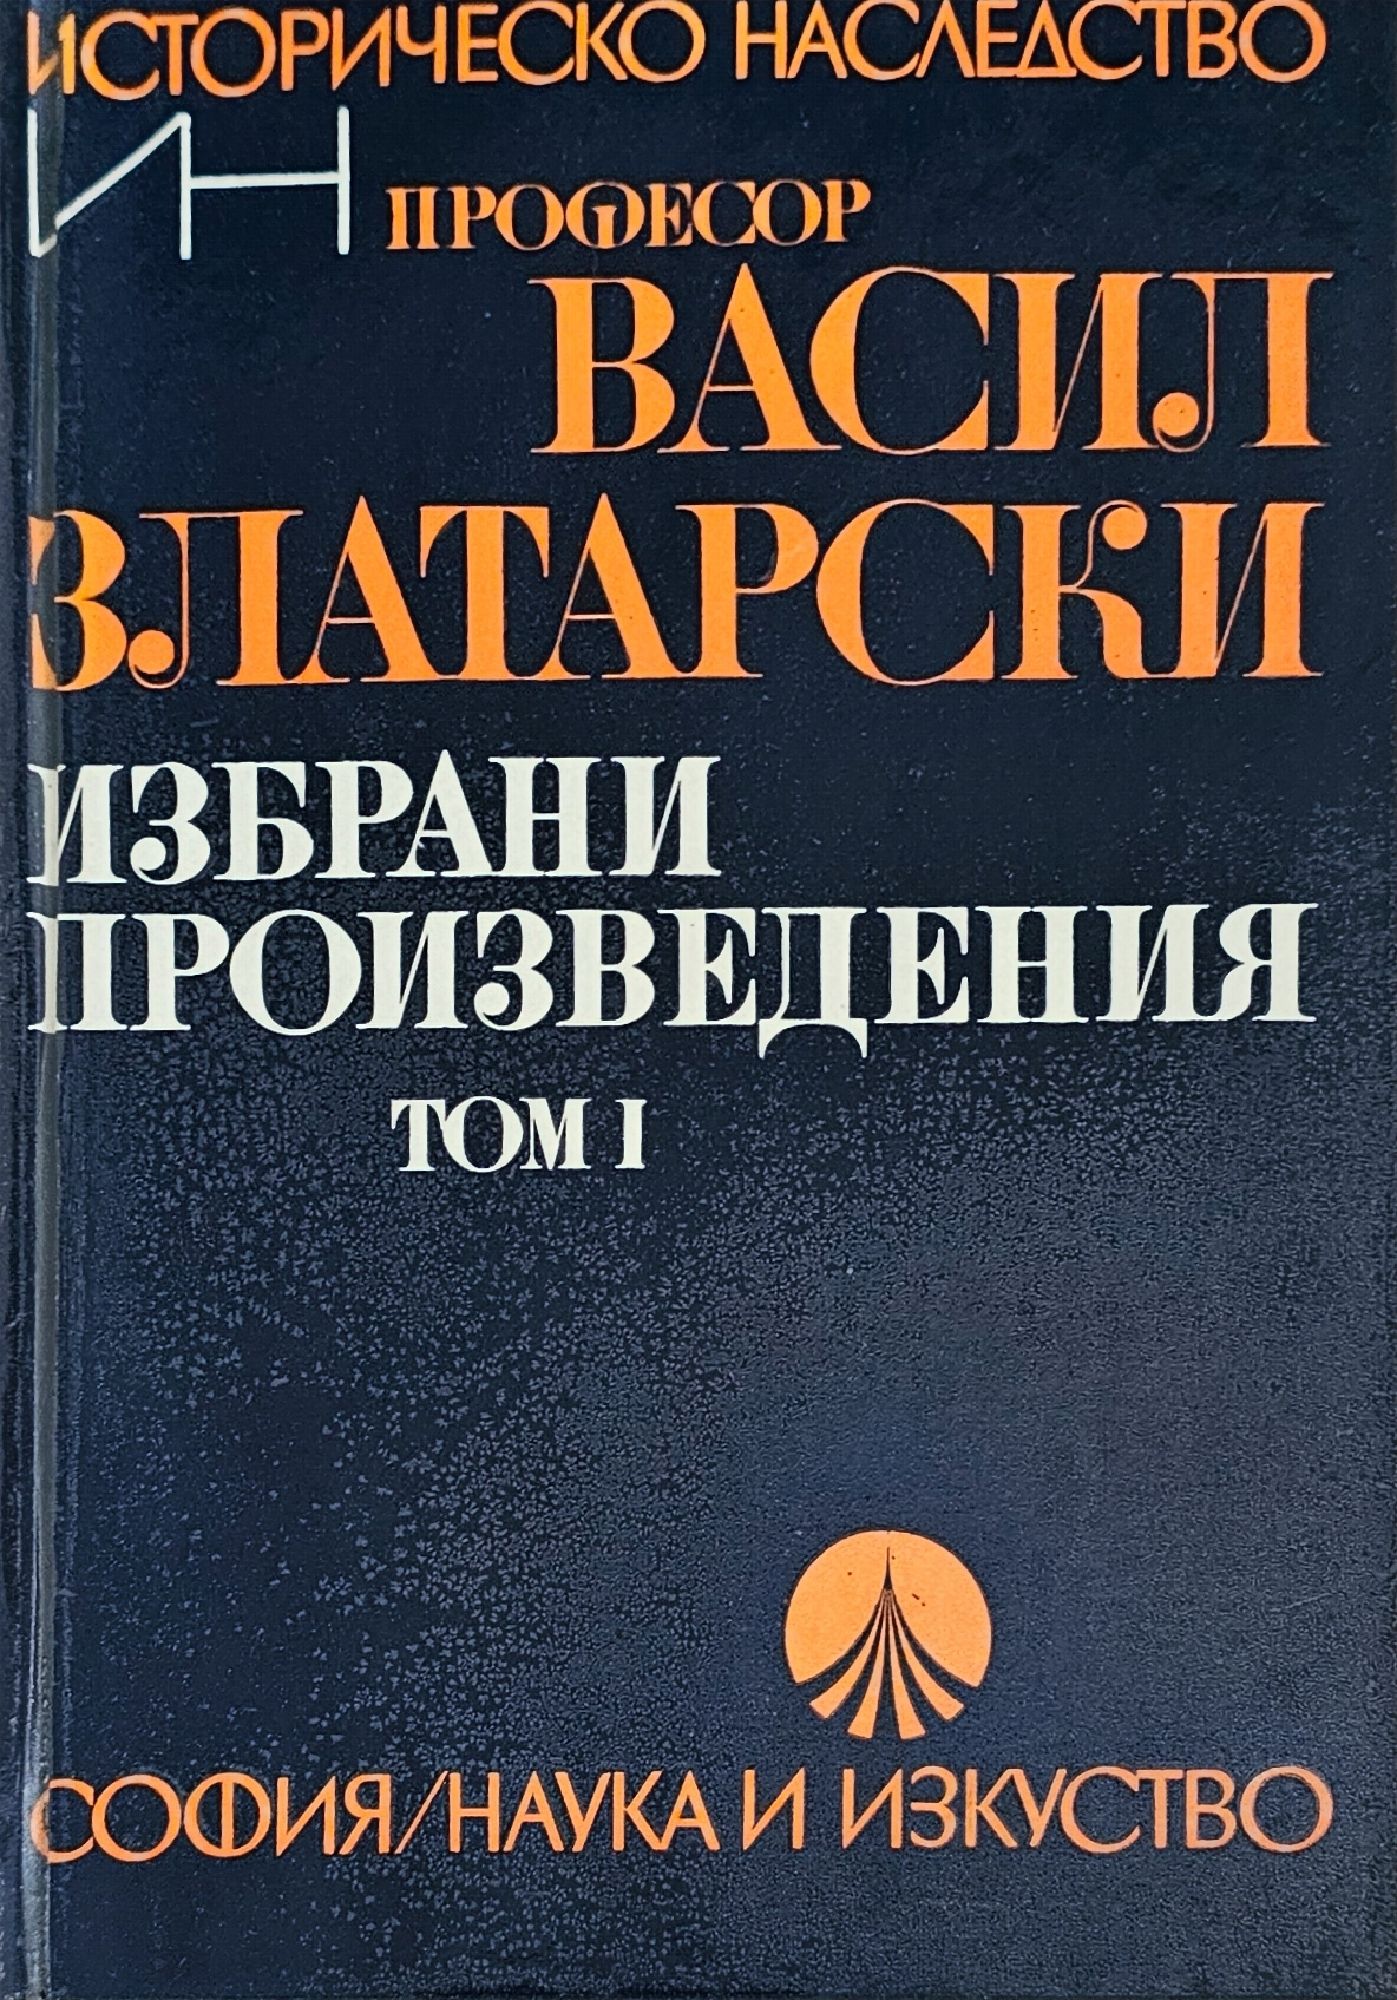 ИСТОРИЧЕСКО НАСЛЕДСТВО
ИН
ПРОФЕСОР
ВАСИЛ
ЗЛАТАРСКИ
ИЗБРАНИ
ПРОИЗВЕДЕНИЯ
ТОМ I
СОФИЯ/НАУКА И ИЗКУСТВО